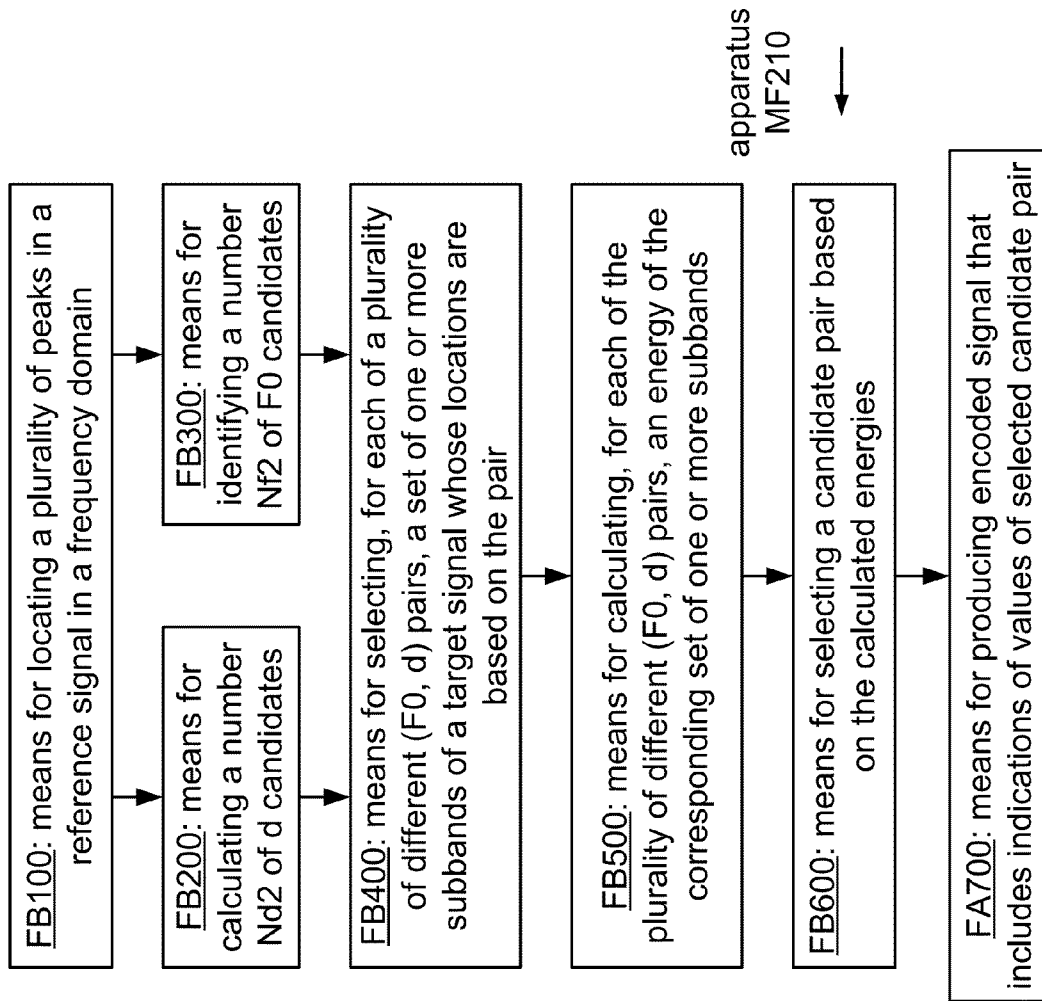 FB100: means for locating a plurality of peaks in a
reference signal in a frequency domain
FB200: means for
calculating a number
Nd2 of d candidates
FB300: means for
identifying a number
Nf2 of F0 candidates
FB400: means for selecting, for each of a plurality
of different (F0, d) pairs, a set of one or more
subbands of a target signal whose locations are
based on the pair
FB500: means for calculating, for each of the
plurality of different (F0, d) pairs, an energy of the
corresponding set of one or more subbands
apparatus
MF210
FB600: means for selecting a candidate pair based
on the calculated energies
FA700: means for producing encoded signal that
includes indications of values of selected candidate pair